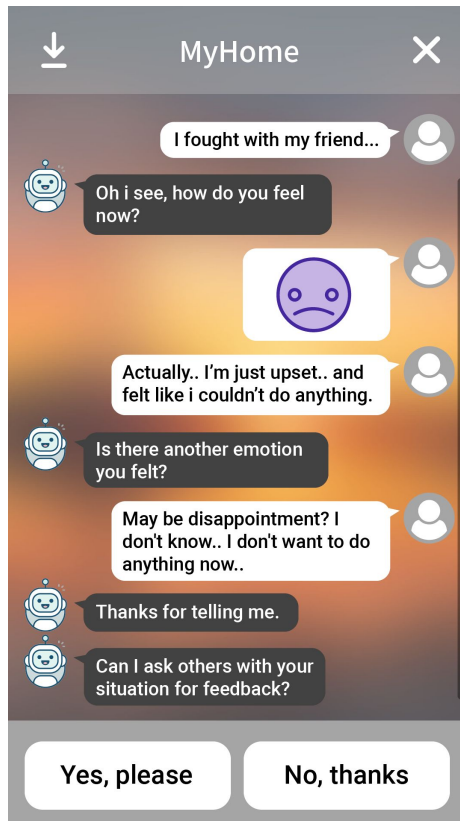 MyHome
I fought with my friend...
Oh i see, how do you feel
now?
Actually.. I’m just upset.. and
felt like i couldn’t do anything.
Is there another emotion
you felt?
May be disappointment? I
don't know.. I don't want to do
anything now..
Thanks for telling me.
Can I ask others with your
situation for feedback?
Yes, please
No, thanks